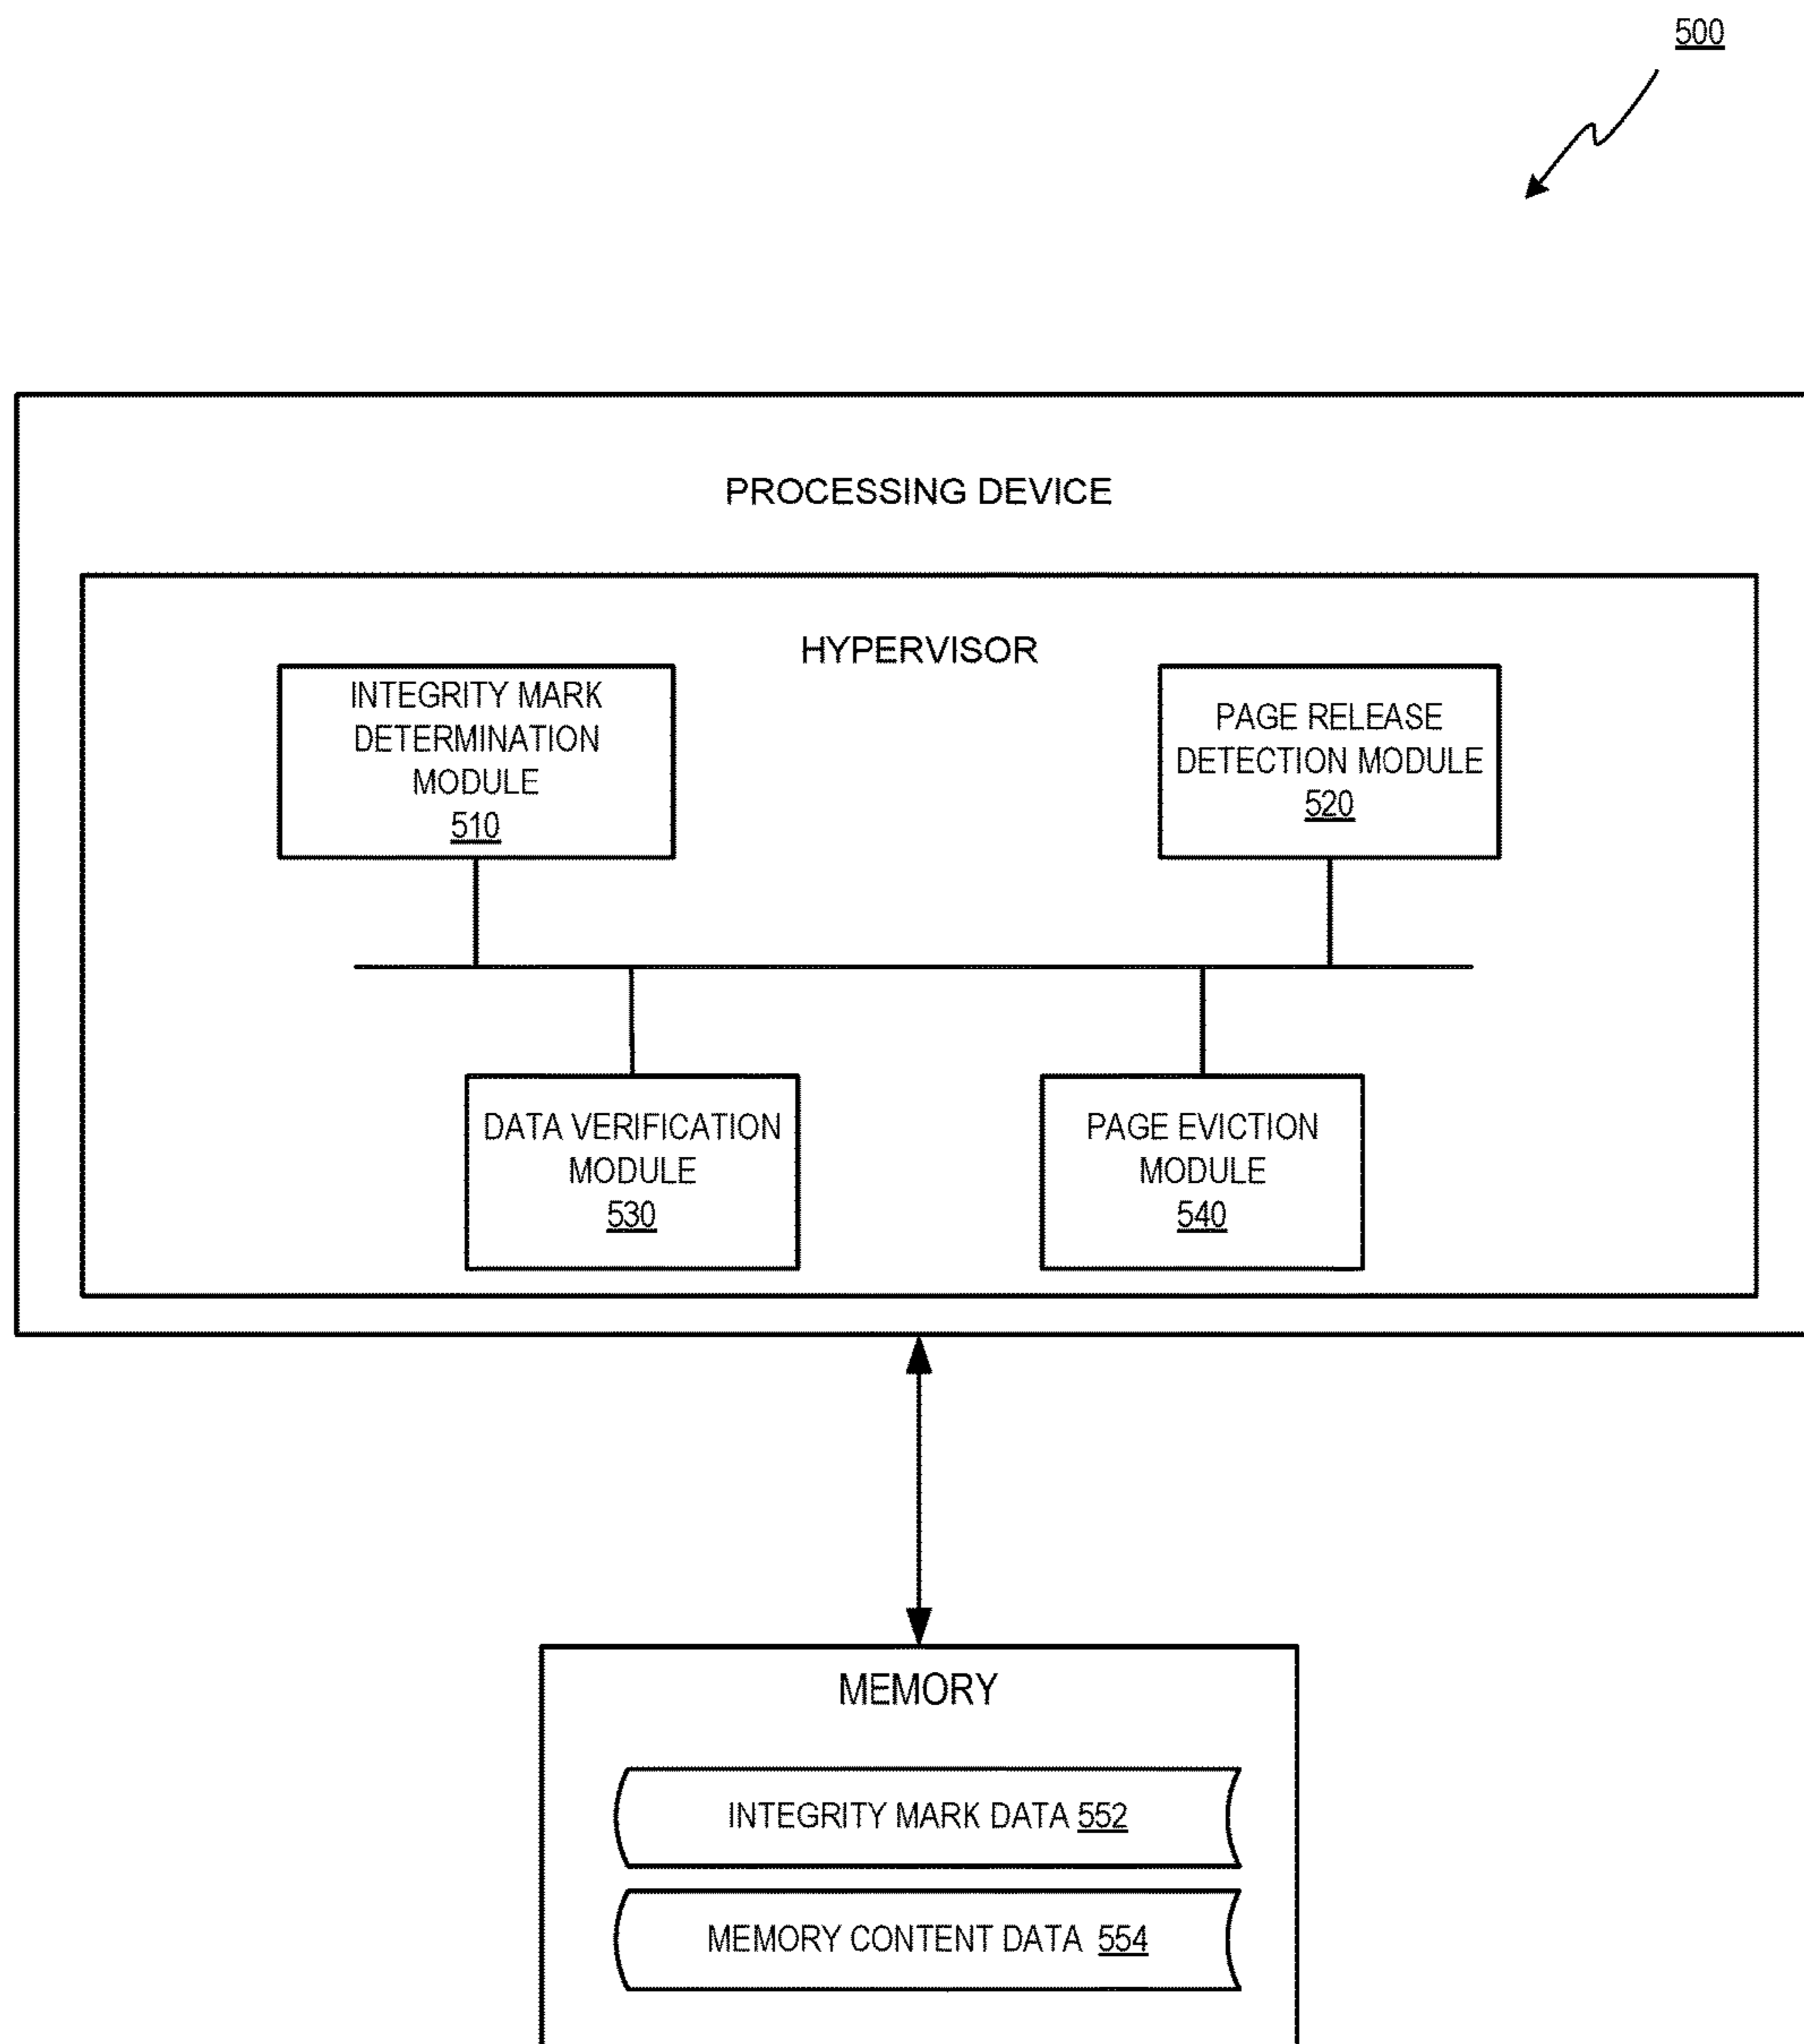 500
PROCESSING DEVICE
HYPERVISOR
INTEGRITY MARK
DETERMINATION
MODULE
510
PAGE RELEASE
DETECTION MODULE
520
DATA VERIFICATION
MODULE
530
PAGE EVICTION
MODULE
540
MEMORY
INTEGRITY MARK DATA 552
MEMORY CONTENT DATA 554